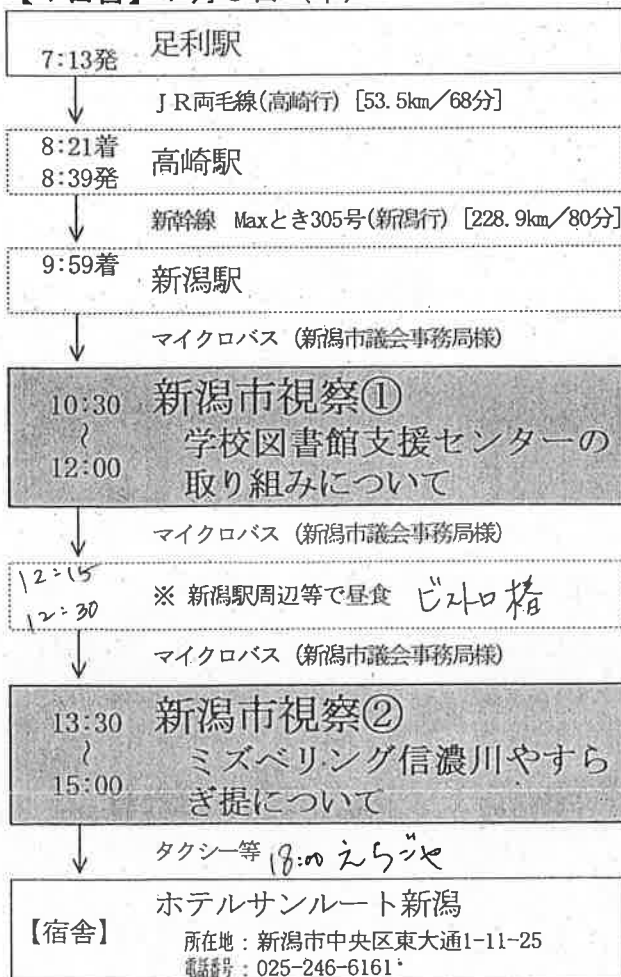 7:13発 足利駅
JR両毛線(高崎行) [53.5km/68分]
8:21着
8:39発 高崎駅
新幹線 Maxとき305号(新潟行) [228.9km/80分]
9:59着 新潟駅
マイクロバス (新潟市議会事務局様)
10:30 新潟市視察①
～ 学校図書館支援センターの
12:00 取り組みについて
マイクロバス (新潟市議会事務局様)
12:15
12:30 ※ 新潟駅周辺等で昼食 ビストロ椿
マイクロバス (新潟市議会事務局様)
13:30 新潟市視察②
～ ミズベリング信濃川やすら
15:00 ぎ提について
タクシー等 18:00 えちごや
【宿舎】 ホテルサンルート新潟
所在地：新潟市中央区東大通1-11-25
電話番号：025-246-6161